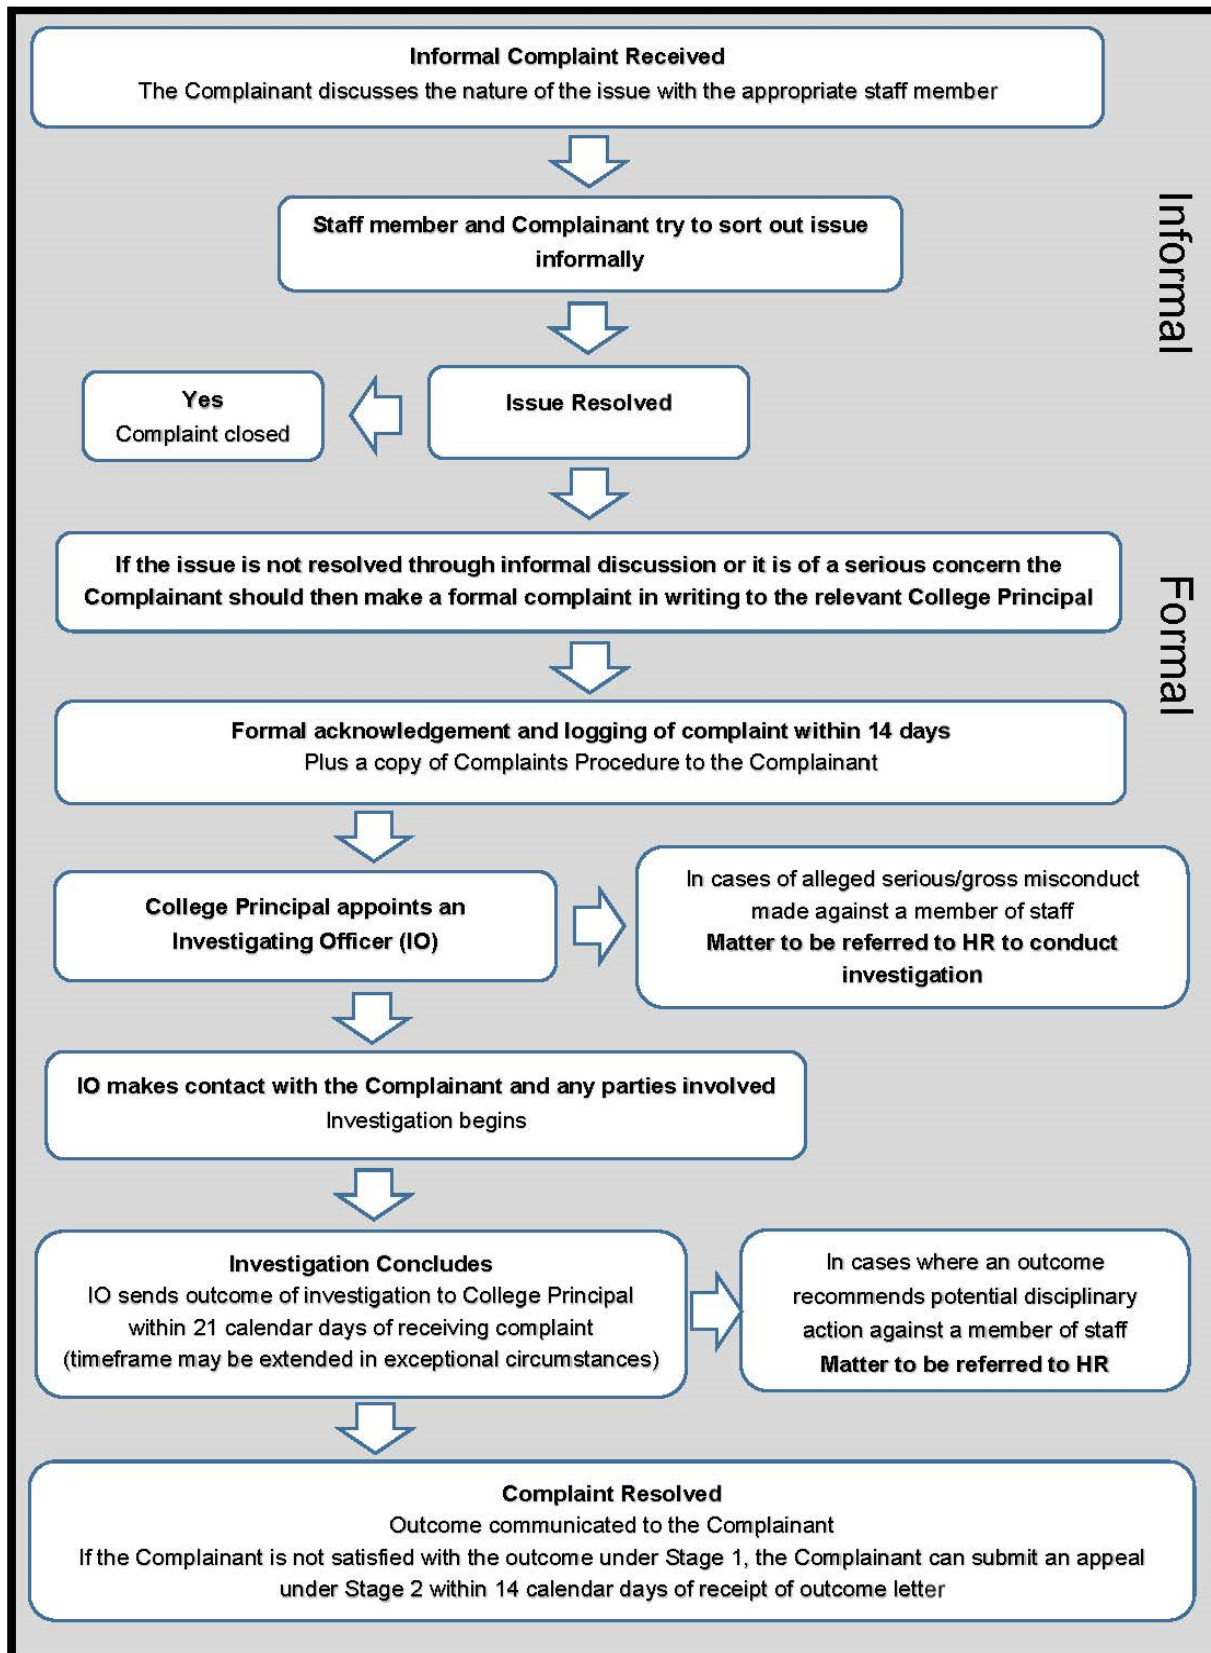 Informal Complaint Received
The Complainant discusses the nature of the issue with the appropriate staff member
Informal
Staff member and Complainant try to sort out issue
informally
Issue Resolved
Yes
Complaint closed
If the issue is not resolved through informal discussion or it is of a serious concern the
Complainant should then make a formal complaint in writing to the relevant College Principal
Formal
Formal acknowledgement and logging of complaint within 14 days
Plus a copy of Complaints Procedure to the Complainant
College Principal appoints an
Investigating Officer (IO)
In cases of alleged serious/gross misconduct
made against a member of staff
Matter to be referred to HR to conduct
investigation
IO makes contact with the Complainant and any parties involved
Investigation begins
Investigation Concludes
IO sends outcome of investigation to College Principal
within 21 calendar days of receiving complaint
(timeframe may be extended in exceptional circumstances)
In cases where an outcome
recommends potential disciplinary
action against a member of staff
Matter to be referred to HR
Complaint Resolved
Outcome communicated to the Complainant
If the Complainant is not satisfied with the outcome under Stage 1, the Complainant can submit an appeal
under Stage 2 within 14 calendar days of receipt of outcome letter